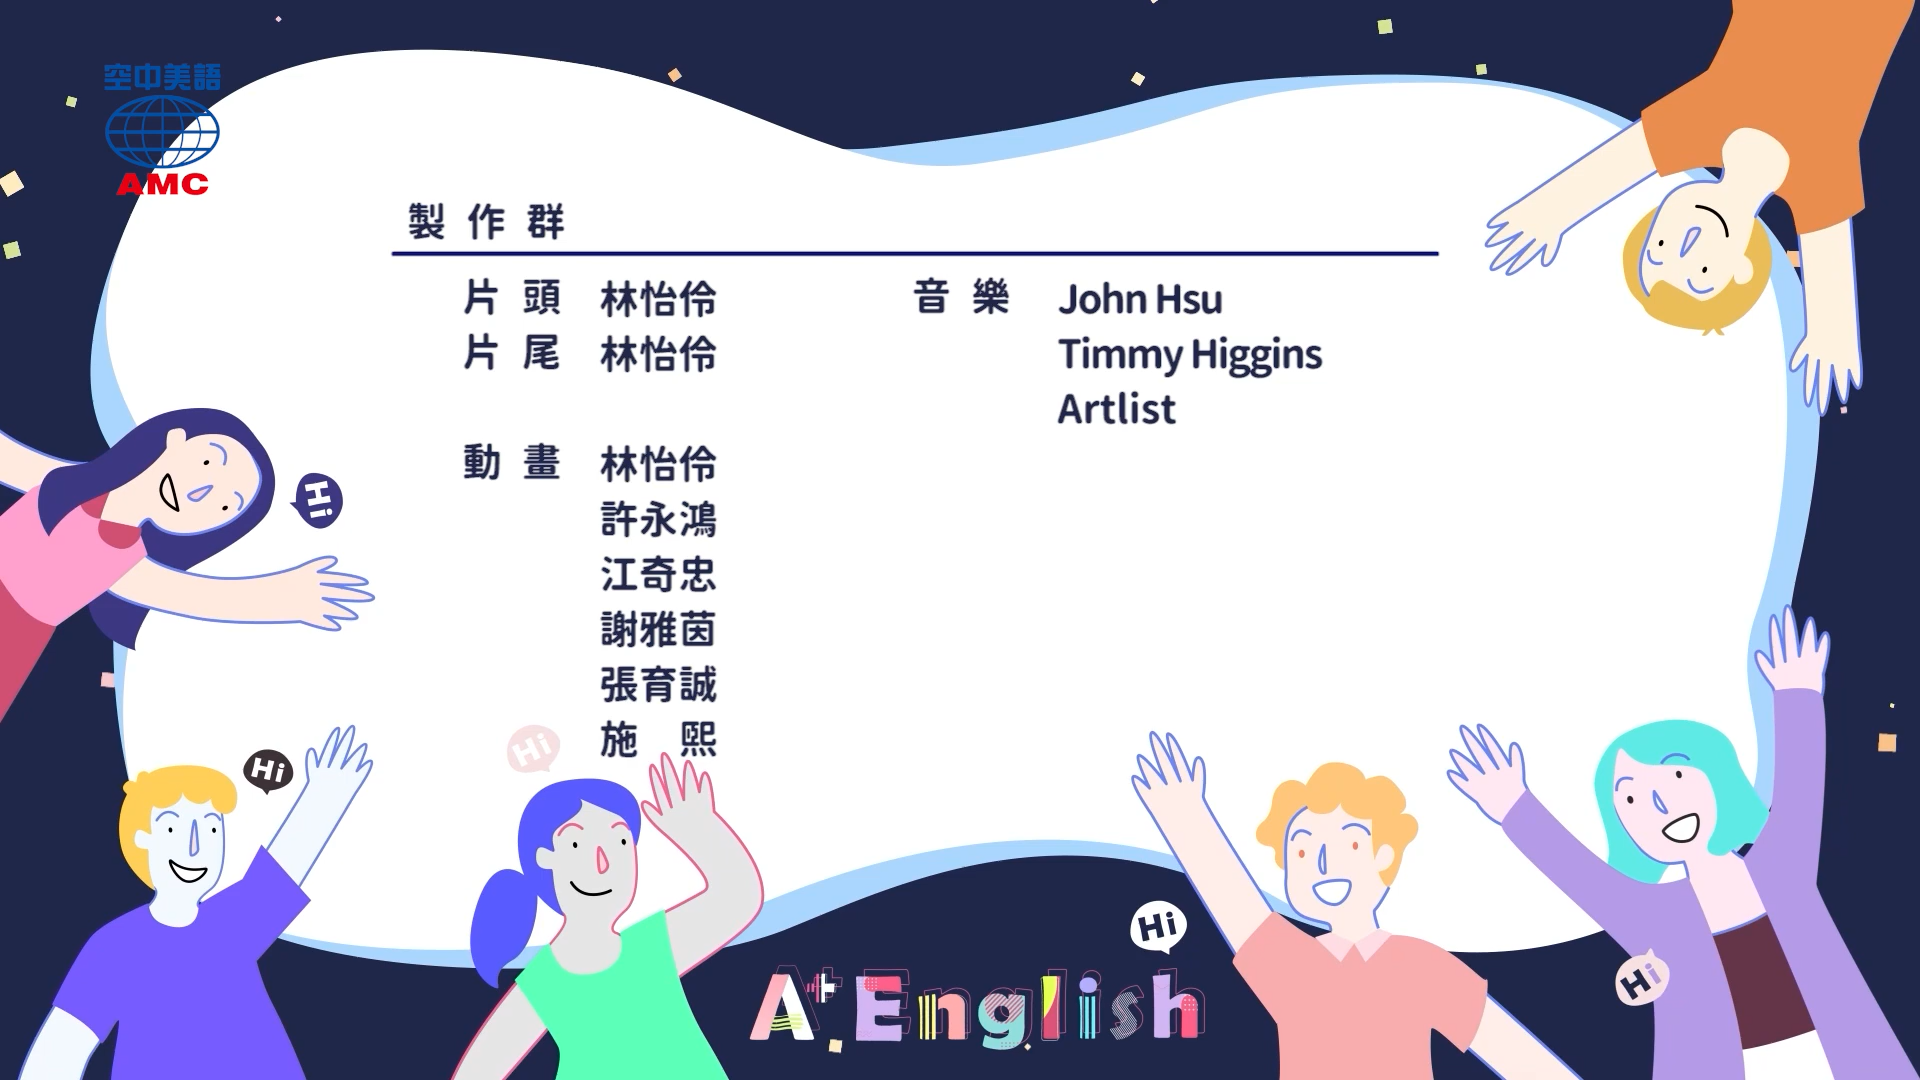 空中美語
AMC
製作群
片頭 林怡伶
片尾 林怡伶
動畫 林怡伶
許永鴻
江奇忠
謝雅茵
張育誠
施 熙
音樂 John Hsu
Timmy Higgins
Artlist
Hi
Hi
Hi
Hi
Hi
A+ English